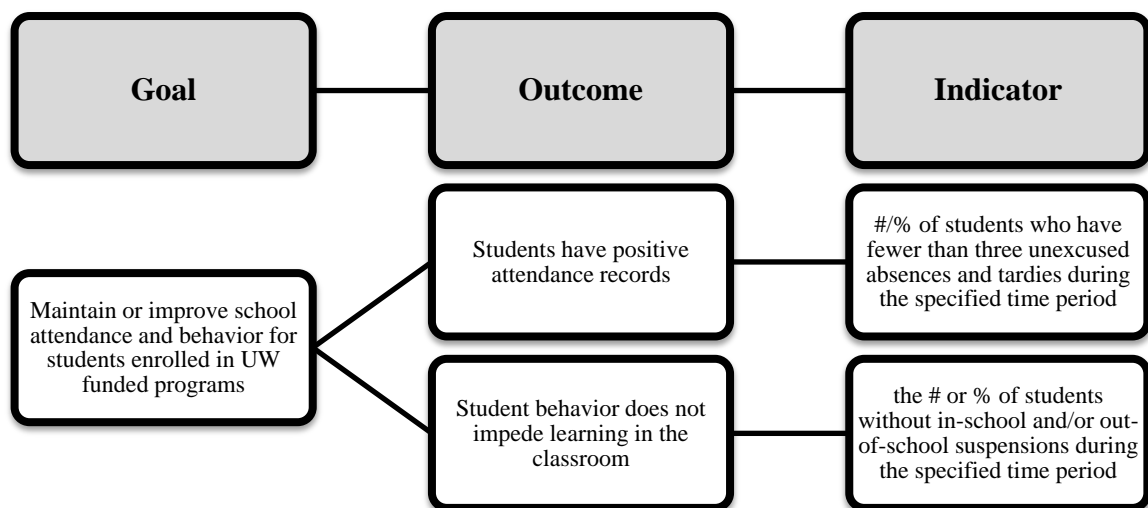 Goal
Outcome
Indicator
Students have positive
attendance records
#/% of students who have
fewer than three unexcused
absences and tardies during
the specified time period
Maintain or improve school
attendance and behavior for
students enrolled in UW
funded programs
Student behavior does not
impede learning in the
classroom
the # or % of students
without in-school and/or out-
of-school suspensions during
the specified time period